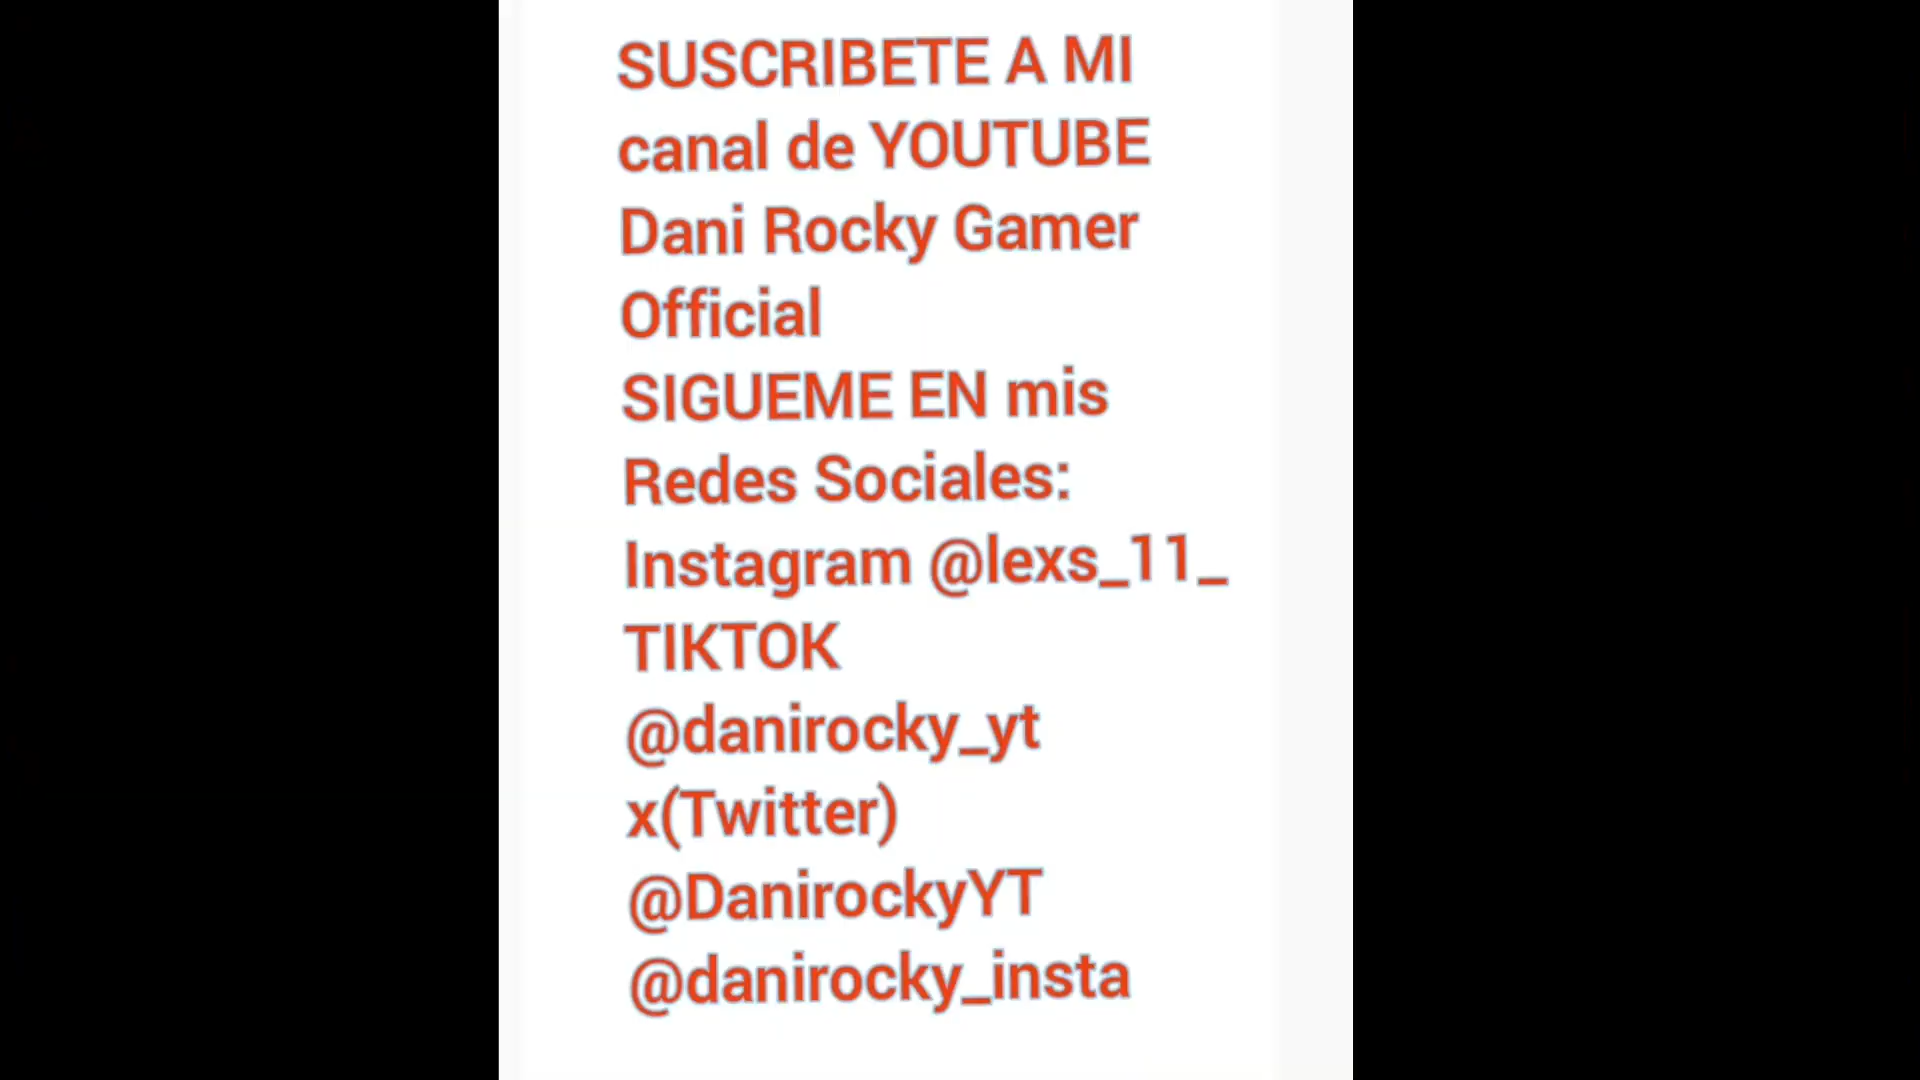 SUSCRIBETE A MI
canal de YOUTUBE
Dani Rocky Gamer
Official
SIGUEME EN mis
Redes Sociales:
Instagram @lexs_11_
TIKTOK
@danirocky_yt
x(Twitter)
@DanirockyYT
@danirocky_insta